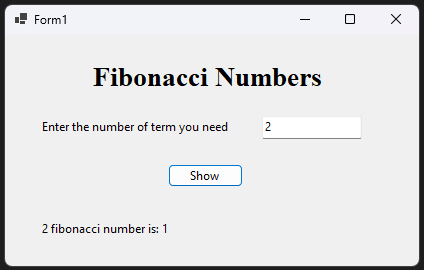 Form1
Fibonacci Numbers
Enter the number of term you need 2
Show
2 fibonacci number is: 1